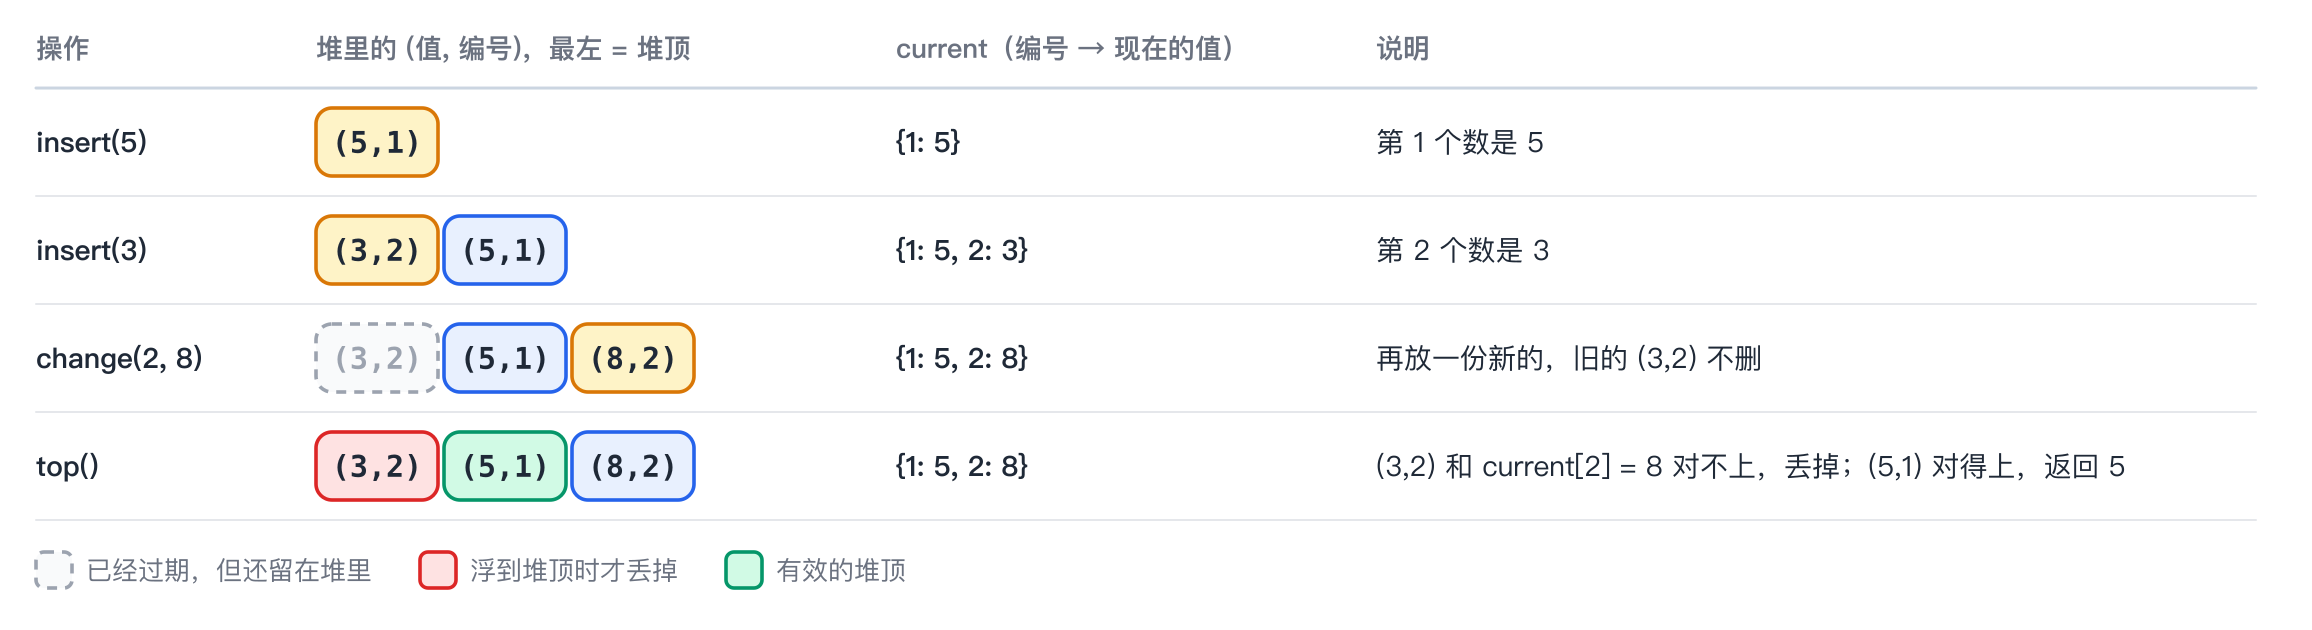 操作 堆里的 (值, 编号)，最左 = 堆顶 current（编号 → 现在的值） 说明
insert(5) (5,1) {1: 5} 第 1 个数是 5
insert(3) (3,2) (5,1) {1: 5, 2: 3} 第 2 个数是 3
change(2, 8) (3,2) (5,1) (8,2) {1: 5, 2: 8} 再放一份新的，旧的 (3,2) 不删
top() (3,2) (5,1) (8,2) {1: 5, 2: 8} (3,2) 和 current[2] = 8 对不上，丢掉；(5,1) 对得上，返回 5
已经过期，但还留在堆里 浮到堆顶时才丢掉 有效的堆顶